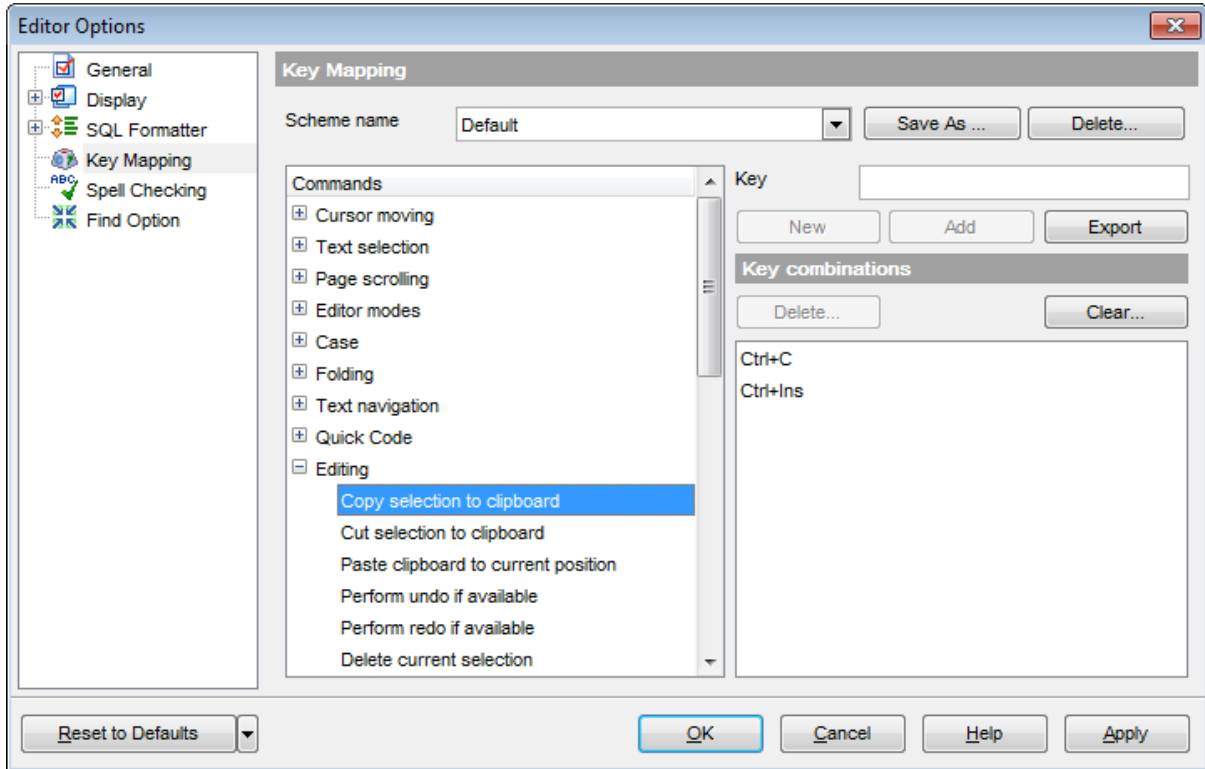 Editor Options
General
Display
SQL Formatter
Key Mapping
ABC
Spell Checking
Find Option
Key Mapping
Scheme name
Default
Save As ...
Delete...
Commands
Cursor moving
Text selection
Page scrolling
Editor modes
Case
Folding
Text navigation
Quick Code
Editing
Copy selection to clipboard
Cut selection to clipboard
Paste clipboard to current position
Perform undo if available
Perform redo if available
Delete current selection
Key
New
Add
Export
Key combinations
Delete...
Clear...
Ctrl+C
Ctrl+Ins
Reset to Defaults
OK
Cancel
Help
Apply